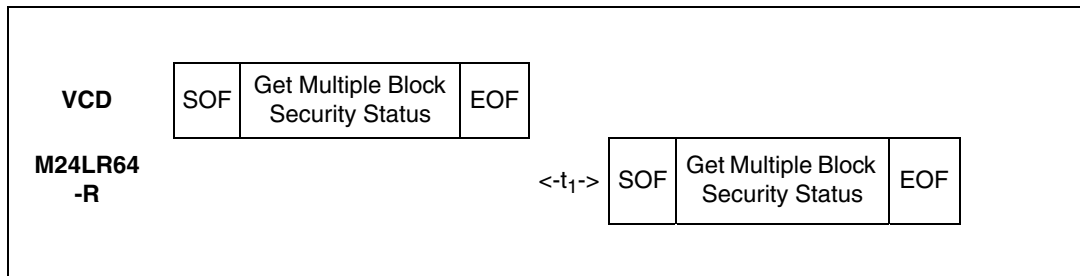 VCD
SOF
Get Multiple Block
Security Status
EOF
M24LR64
-R
<-t1->
SOF
Get Multiple Block
Security Status
EOF